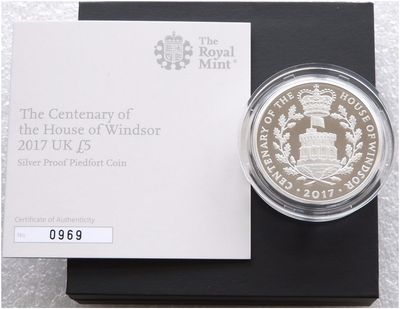 The
Royal
Mint®
The Centenary of
the House of Windsor
2017 UK £5
Silver Proof Piedfort Coin
Certificate of Authenticity
No 0969
CENTENARY OF THE HOUSE OF WINDSOR
· 2017 ·